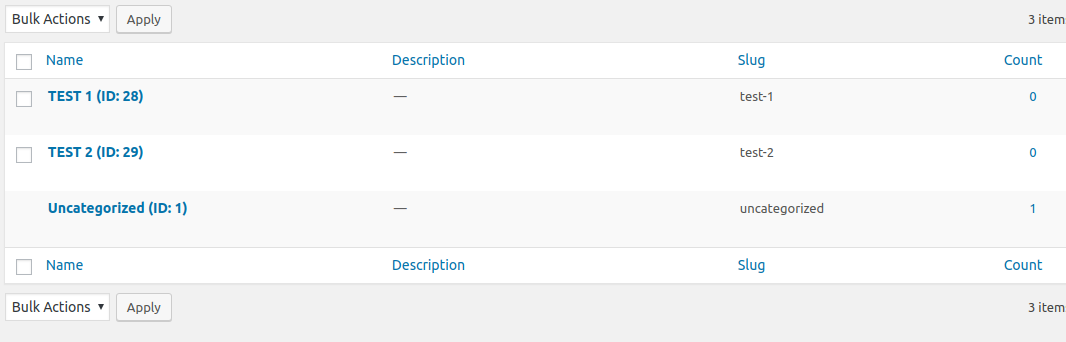 Bulk Actions Apply 3 item
Name Description Slug Count
TEST 1 (ID: 28) — test-1 0
TEST 2 (ID: 29) — test-2 0
Uncategorized (ID: 1) — uncategorized 1
Name Description Slug Count
Bulk Actions Apply 3 item